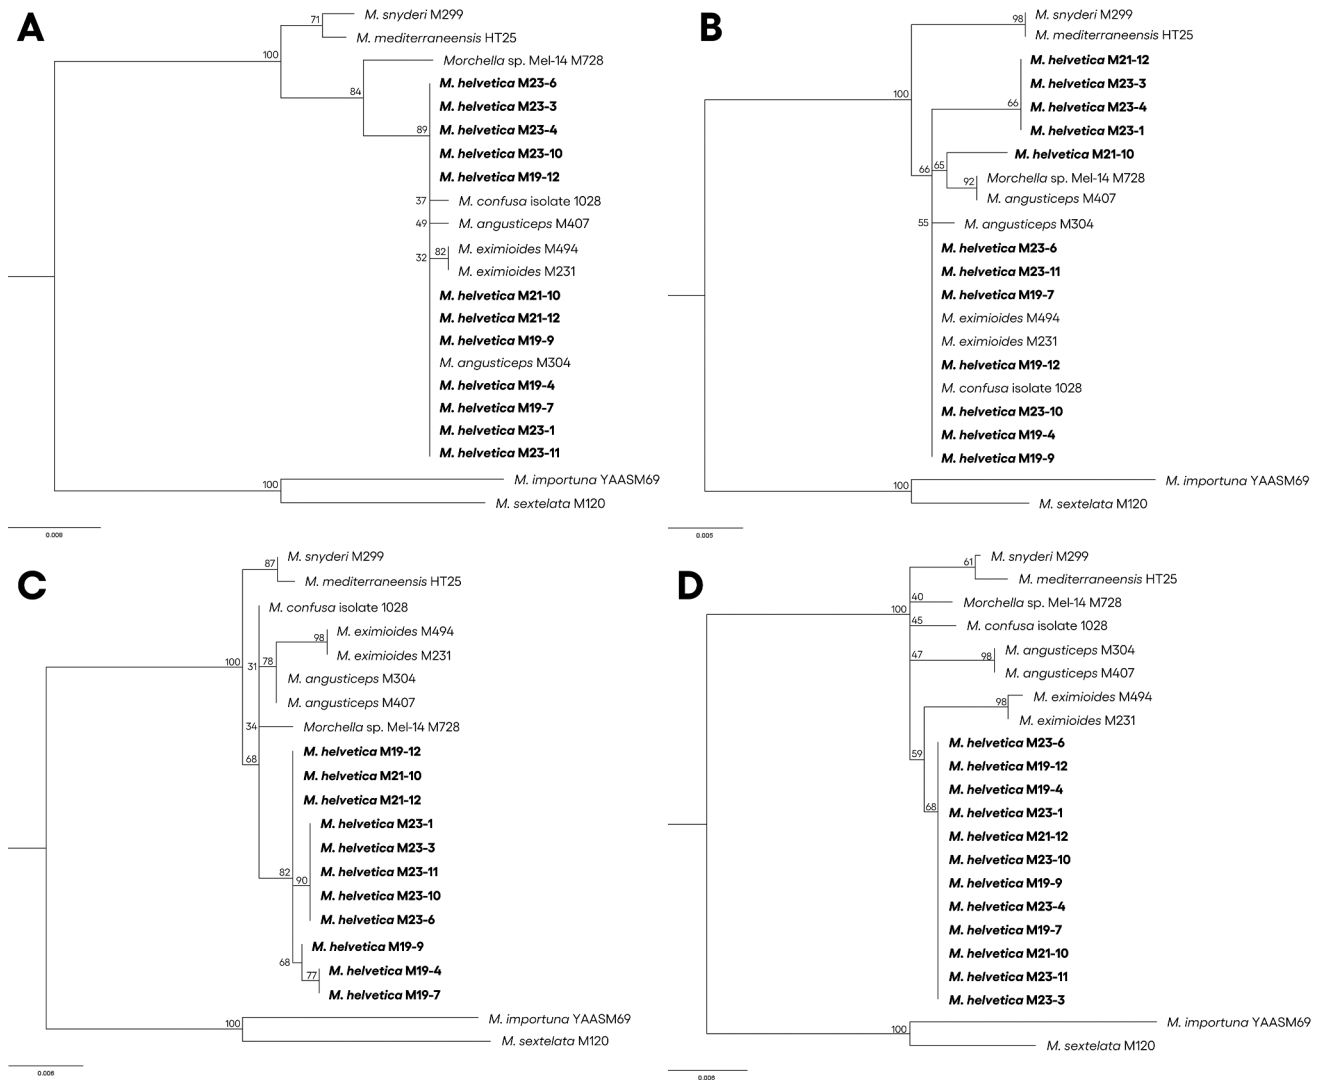 A
71
M. snyderi M299
M. mediterraneensis HT25
100
Morchella sp. Mel-14 M728
84
M. helvetica M23-6
M. helvetica M23-3
89
M. helvetica M23-4
M. helvetica M23-10
M. helvetica M19-12
37
M. confusa isolate 1028
49
M. angusticeps M407
82
M. eximioides M494
32
M. eximioides M231
M. helvetica M21-10
M. helvetica M21-12
M. helvetica M19-9
M. angusticeps M304
M. helvetica M19-4
M. helvetica M19-7
M. helvetica M23-1
M. helvetica M23-11
100
M. importuna YAASM69
M. sextelata M120
0.008
B
98
M. snyderi M299
M. mediterraneensis HT25
M. helvetica M21-12
M. helvetica M23-3
100
66
M. helvetica M23-4
M. helvetica M23-1
M. helvetica M21-10
66
65
92
Morchella sp. Mel-14 M728
M. angusticeps M407
55
M. angusticeps M304
M. helvetica M23-6
M. helvetica M23-11
M. helvetica M19-7
M. eximioides M494
M. eximioides M231
M. helvetica M19-12
M. confusa isolate 1028
M. helvetica M23-10
M. helvetica M19-4
M. helvetica M19-9
100
M. importuna YAASM69
M. sextelata M120
0.005
C
87
M. snyderi M299
M. mediterraneensis HT25
M. confusa isolate 1028
98
M. eximioides M494
M. eximioides M231
100
31
78
M. angusticeps M304
M. angusticeps M407
34
Morchella sp. Mel-14 M728
68
M. helvetica M19-12
M. helvetica M21-10
M. helvetica M21-12
M. helvetica M23-1
M. helvetica M23-3
82
90
M. helvetica M23-11
M. helvetica M23-10
M. helvetica M23-6
M. helvetica M19-9
68
77
M. helvetica M19-4
M. helvetica M19-7
100
M. importuna YAASM69
M. sextelata M120
0.006
D
61
M. snyderi M299
M. mediterraneensis HT25
40
Morchella sp. Mel-14 M728
100
45
M. confusa isolate 1028
47
98
M. angusticeps M304
M. angusticeps M407
98
M. eximioides M494
M. eximioides M231
59
M. helvetica M23-6
M. helvetica M19-12
M. helvetica M19-4
68
M. helvetica M23-1
M. helvetica M21-12
M. helvetica M23-10
M. helvetica M19-9
M. helvetica M23-4
M. helvetica M19-7
M. helvetica M21-10
M. helvetica M23-11
M. helvetica M23-3
100
M. importuna YAASM69
M. sextelata M120
0.006